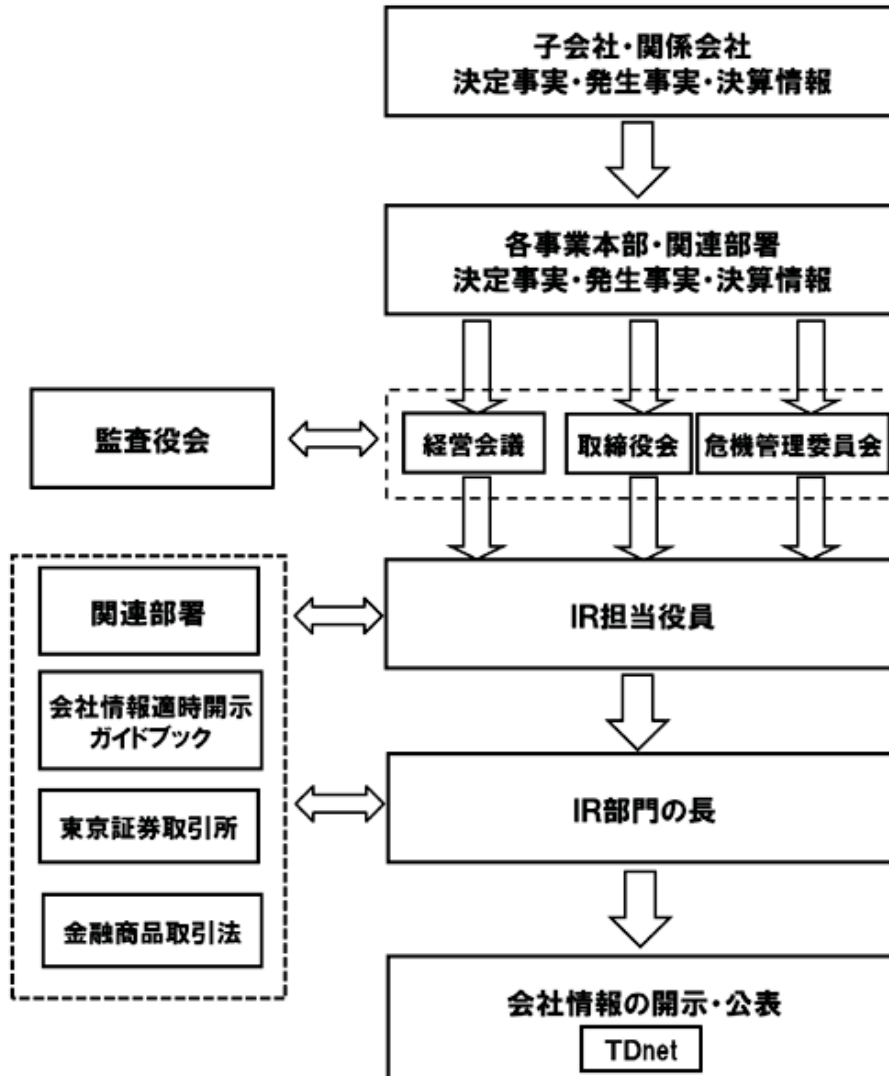 子会社・関係会社
決定事実・発生事実・決算情報
各事業本部・関連部署
決定事実・発生事実・決算情報
監査役会
経営会議
取締役会
危機管理委員会
関連部署
IR担当役員
会社情報適時開示
ガイドブック
IR部門の長
東京証券取引所
金融商品取引法
会社情報の開示・公表
TDnet